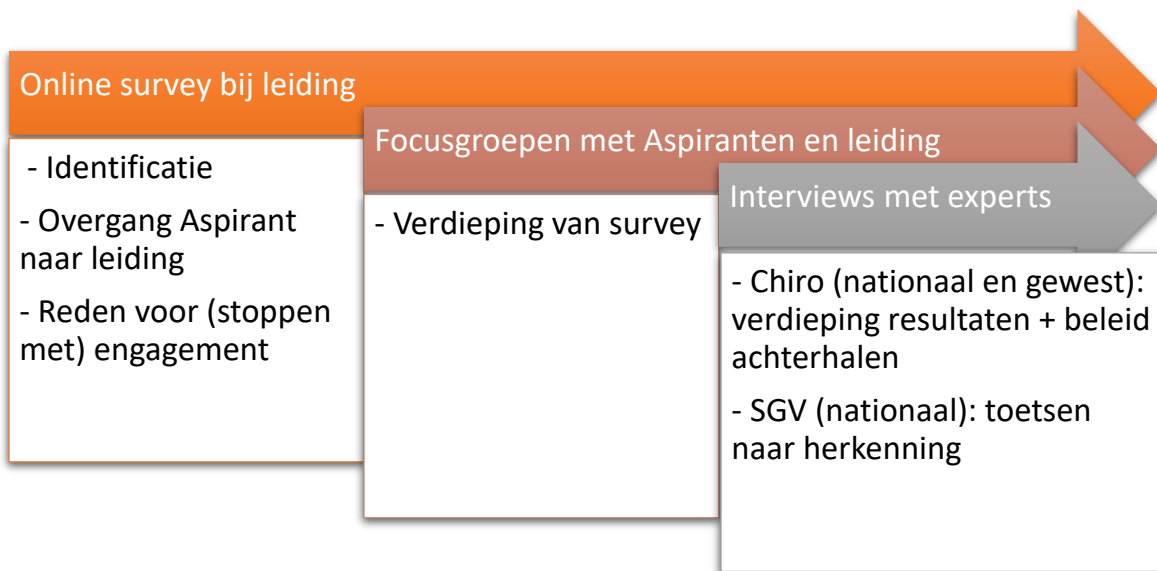 Online survey bij leiding
- Identificatie
- Overgang Aspirant
naar leiding
- Reden voor (stoppen
met) engagement
Focusgroepen met Aspiranten en leiding
- Verdieping van survey
Interviews met experts
- Chiro (nationaal en gewest):
verdieping resultaten + beleid
achterhalen
- SGV (nationaal): toetsen
naar herkenning